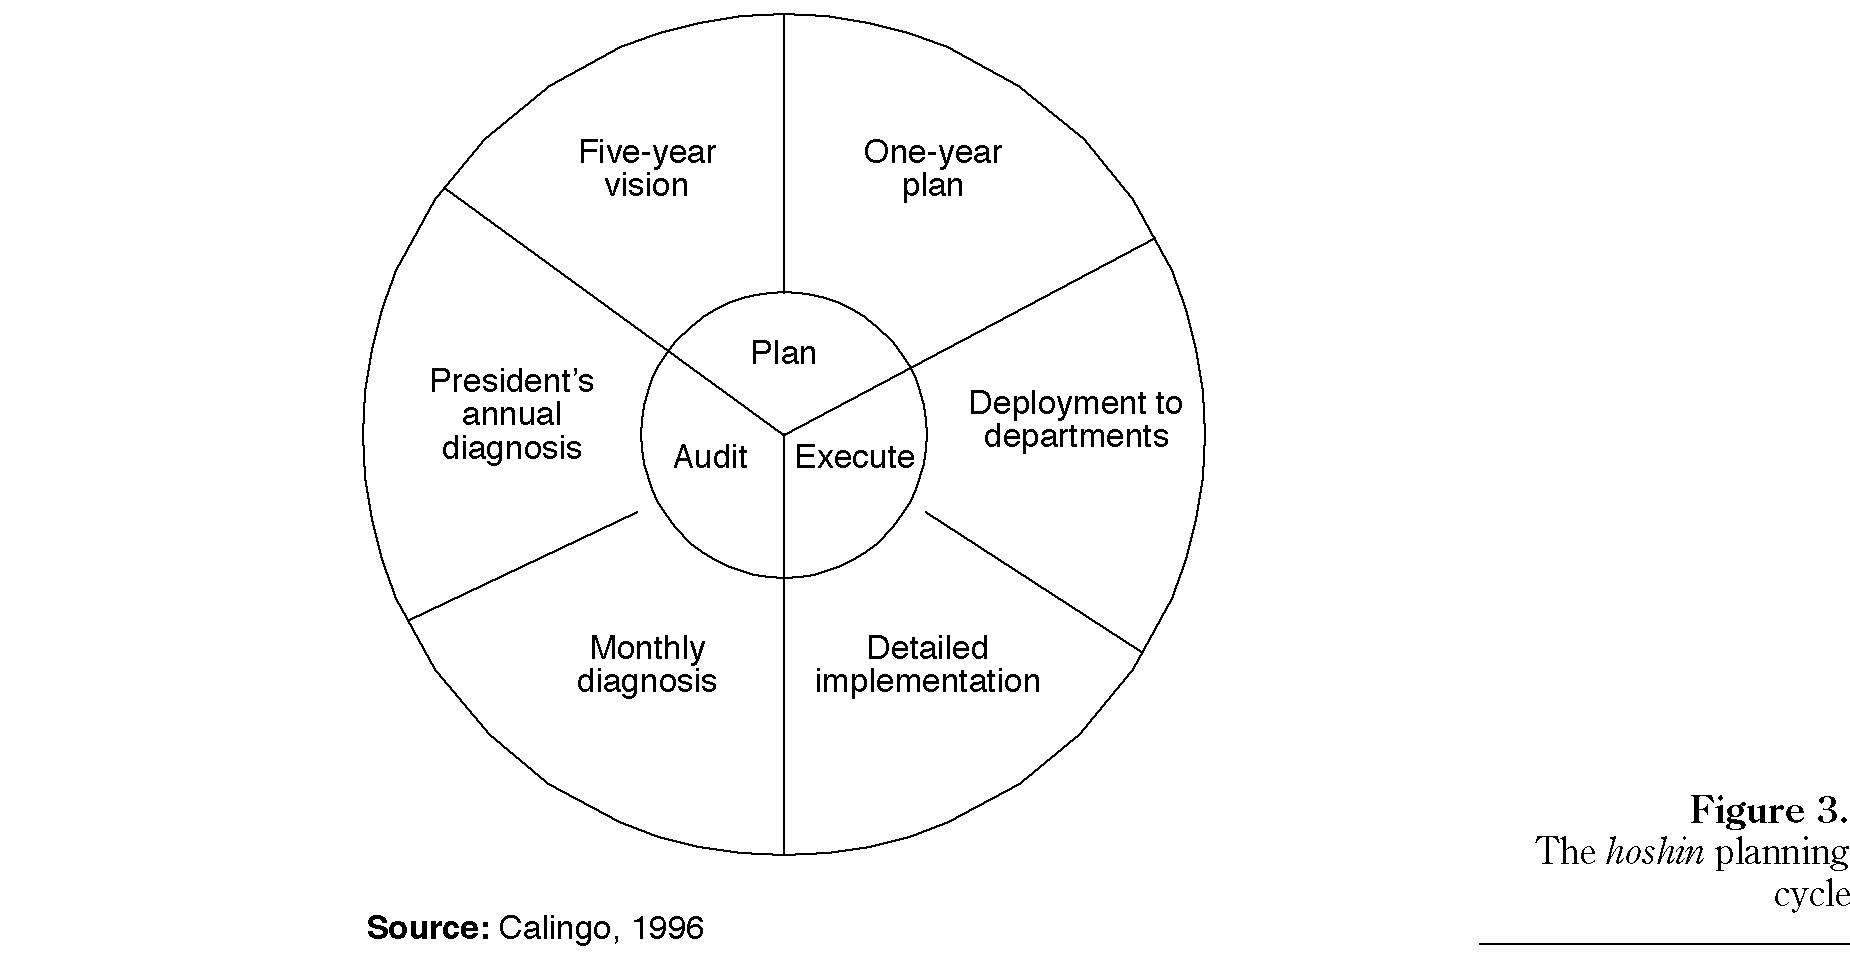 Five-year
vision
One-year
plan
Plan
President’s
annual
diagnosis
Deployment to
departments
Audit
Execute
Monthly
diagnosis
Detailed
implementation
Figure 3.
The hoshin planning
cycle
Source: Calingo, 1996